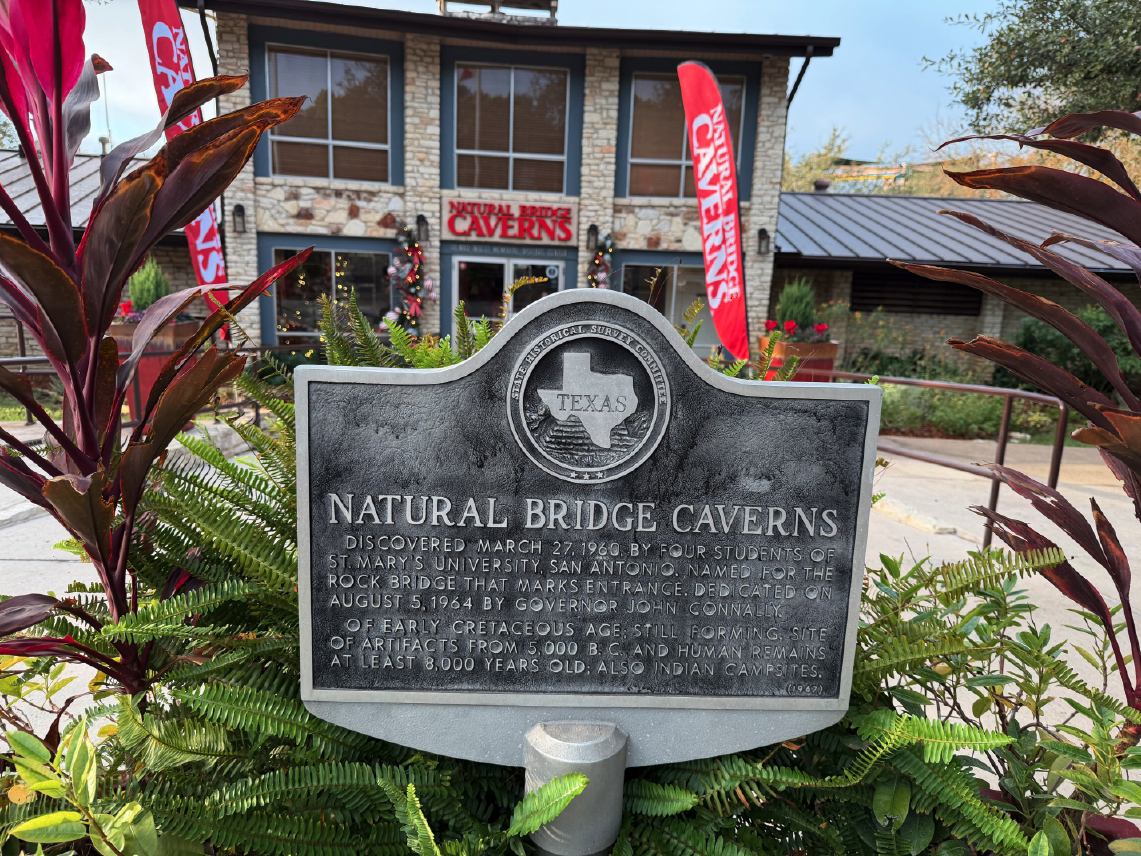 NATURAL BRIDGE
CAVERNS
NATURAL BRIDGE
CAVERNS
NATURAL BRIDGE
CAVERNS
STATE HISTORICAL SURVEY COMMITTEE
TEXAS
NATURAL BRIDGE CAVERNS
DISCOVERED MARCH 27, 1960, BY FOUR STUDENTS OF
ST. MARY'S UNIVERSITY, SAN ANTONIO. NAMED FOR THE
ROCK BRIDGE THAT MARKS ENTRANCE. DEDICATED ON
AUGUST 5, 1964 BY GOVERNOR JOHN CONNALLY.
OF EARLY CRETACEOUS AGE; STILL FORMING. SITE
OF ARTIFACTS FROM 5,000 B.C. AND HUMAN REMAINS
AT LEAST 8,000 YEARS OLD; ALSO INDIAN CAMPSITES.
(1967)